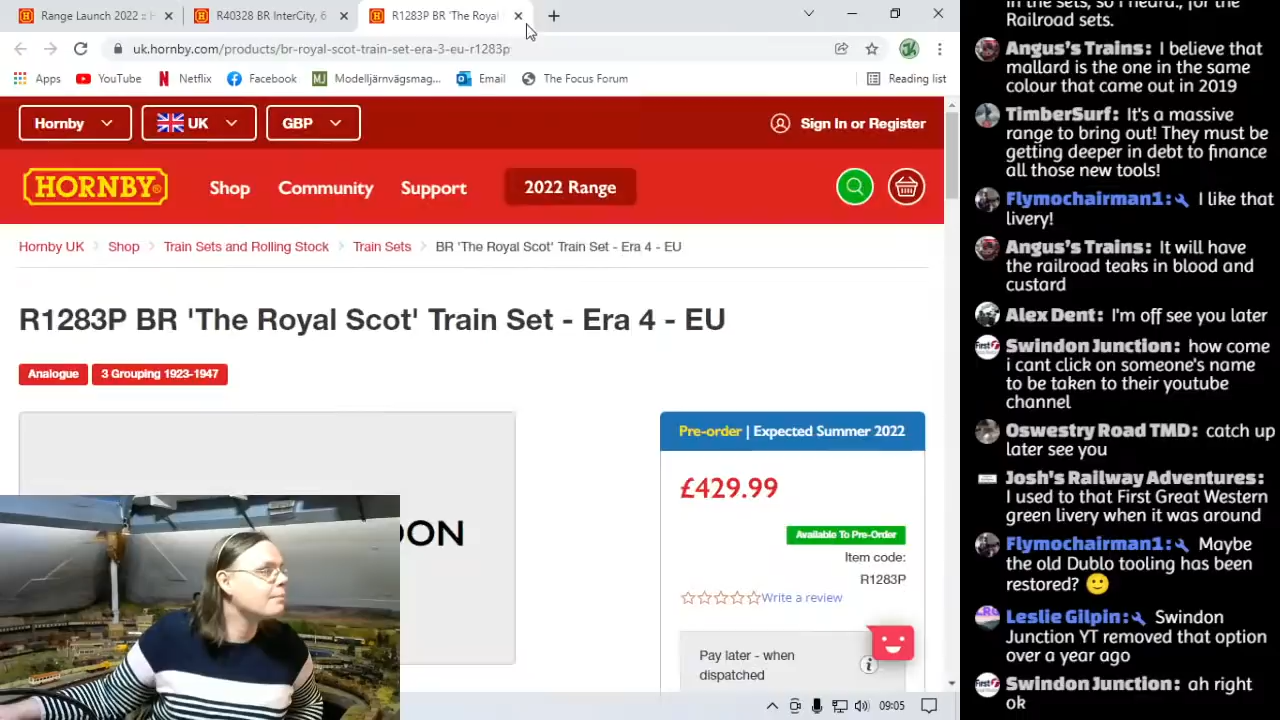 Range Launch 2022 :: H
R40328 BR InterCity, 6
R1283P BR 'The Royal
uk.hornby.com/products/br-royal-scot-train-set-era-3-eu-r1283p
Apps
YouTube
Netflix
Facebook
MJ
Modelljärnvägsmag...
Email
The Focus Forum
Reading list
Hornby
UK
GBP
Sign In or Register
HORNBY
Shop
Community
Support
2022 Range
Hornby UK
Shop
Train Sets and Rolling Stock
Train Sets
BR 'The Royal Scot' Train Set - Era 4 - EU
R1283P BR 'The Royal Scot' Train Set - Era 4 - EU
Analogue
3 Grouping 1923-1947
DON
Pre-order | Expected Summer 2022
£429.99
Available To Pre-Order
Item code:
R1283P
Write a review
Pay later - when
dispatched
09:05
in the sets, so I heard., for the
Railroad sets.
Angus's Trains: I believe that
mallard is the one in the same
colour that came out in 2019
TimberSurf: It's a massive
range to bring out! They must be
getting deeper in debt to finance
all those new tools!
Flymochairman1: I like that
livery!
Angus's Trains: It will have
the railroad teaks in blood and
custard
Alex Dent: I'm off see you later
Swindon Junction: how come
i cant click on someone's name
to be taken to their youtube
channel
Oswestry Road TMD: catch up
later see you
Josh's Railway Adventures:
I used to that First Great Western
green livery when it was around
Flymochairman1: Maybe
the old Dublo tooling has been
restored? 🙂
Leslie Gilpin: Swindon
Junction YT removed that option
over a year ago
Swindon Junction: ah right
ok